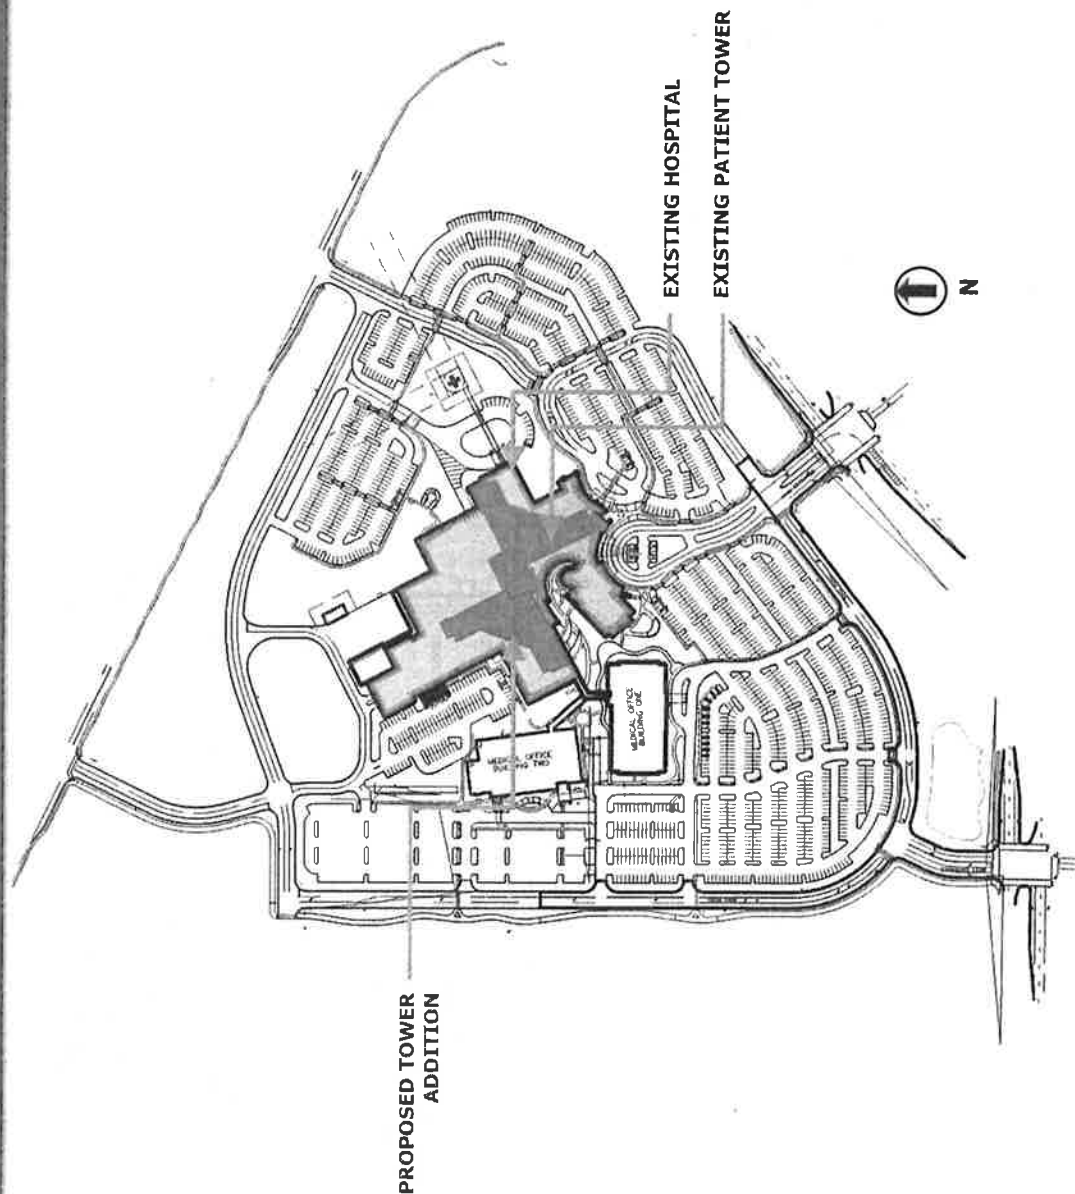 EXISTING HOSPITAL
EXISTING PATIENT TOWER
N
MEDICAL OFFICE
BUILDING ONE
MEDICAL OFFICE
BUILDING TWO
PROPOSED TOWER
ADDITION